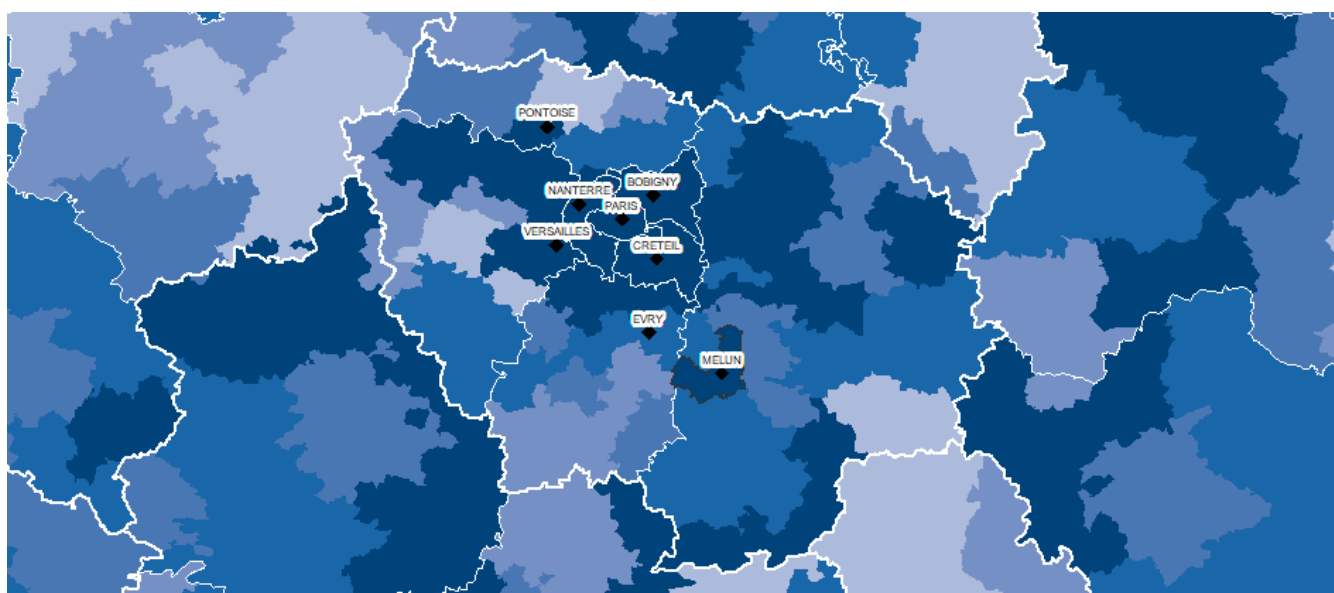 PONTOISE
BOBIGNY
NANTERRE
PARIS
VERSAILLES
CRETEIL
EVRY
MELUN